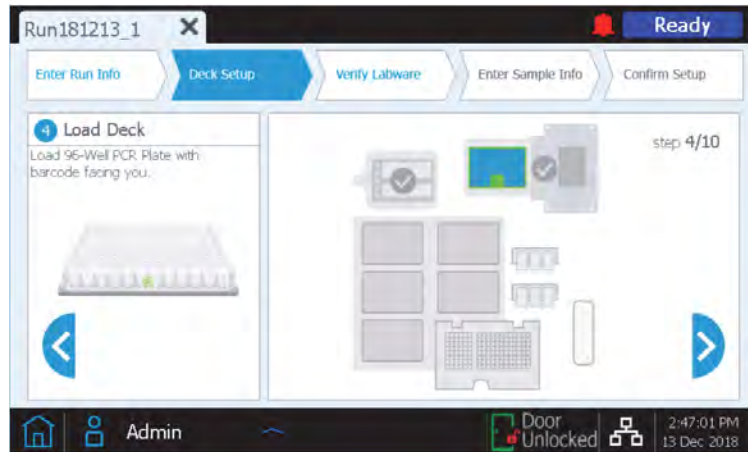 Run181213_1
Ready
Enter Run Info
Deck Setup
Verify Labware
Enter Sample Info
Confirm Setup
4 Load Deck
Load 96-Well PCR Plate with
barcode facing you.
step 4/10
Admin
Door
Unlocked
2:47:01 PM
13 Dec 2018